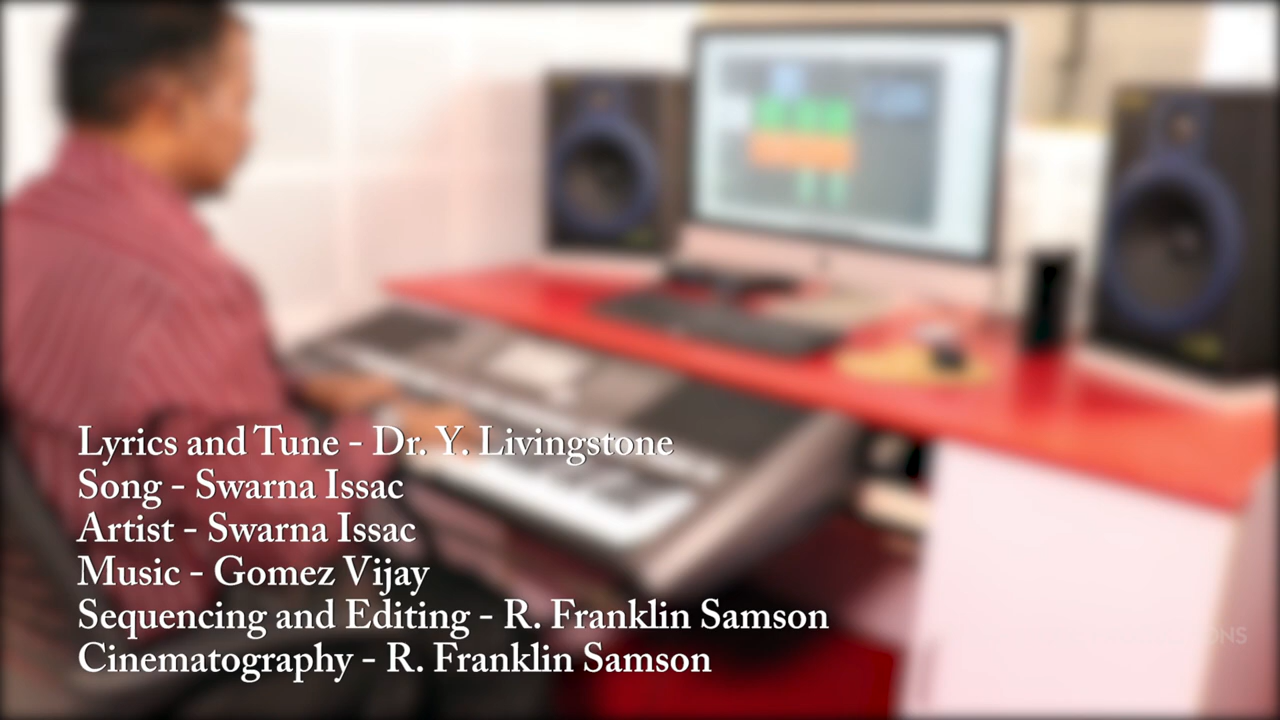 Lyrics and Tune - Dr. Y. Livingstone
Song - Swarna Issac
Artist - Swarna Issac
Music - Gomez Vijay
Sequencing and Editing - R. Franklin Samson
Cinematography - R. Franklin Samson